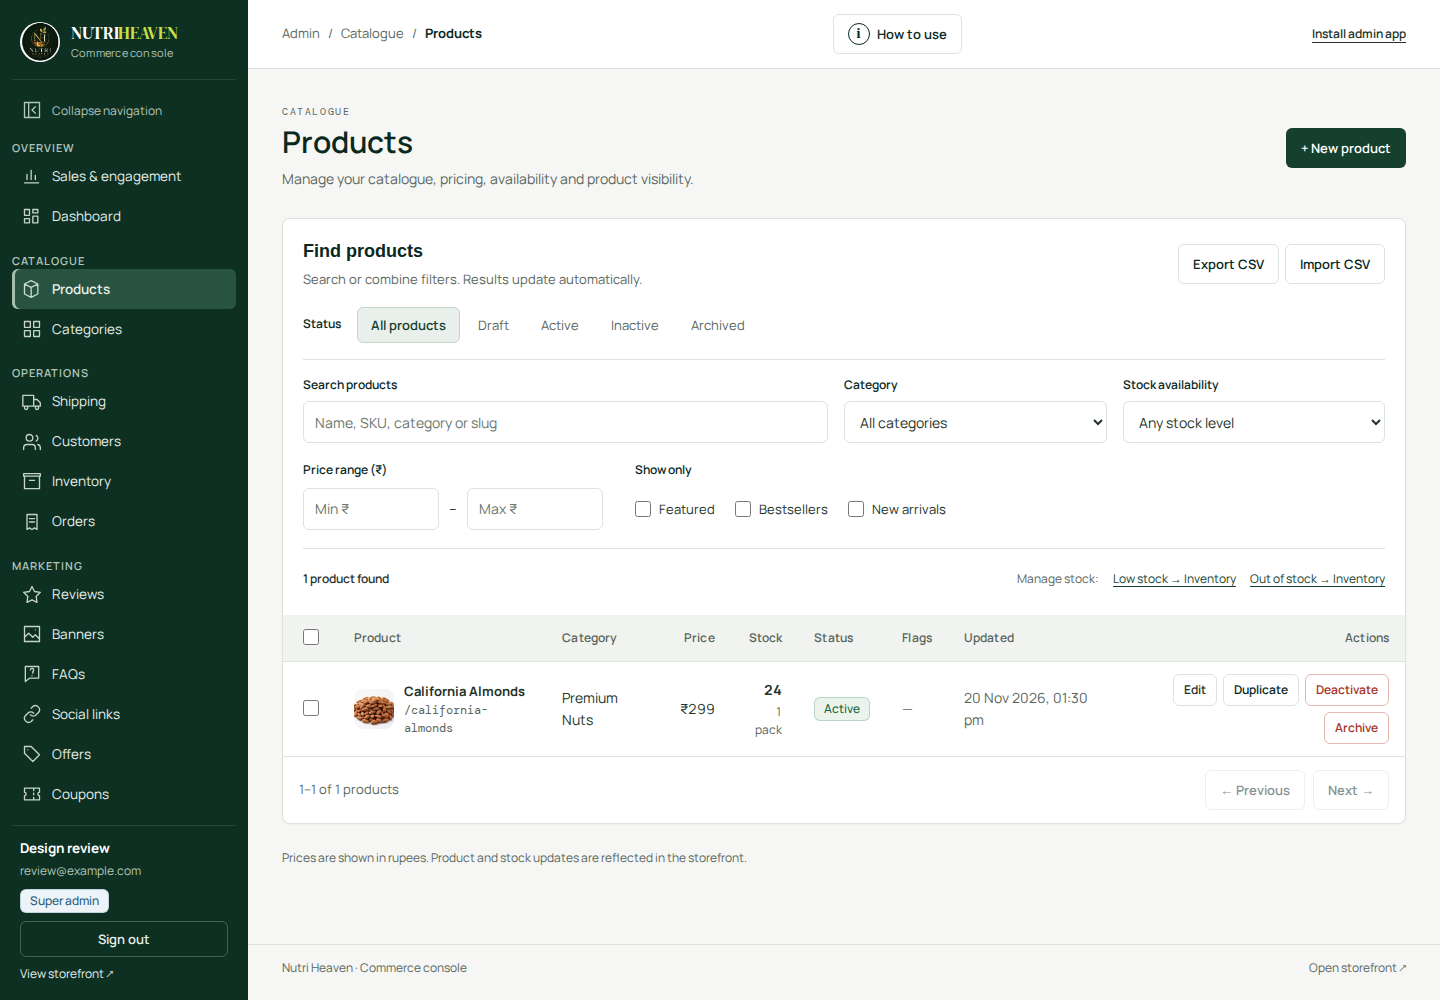 NUTRIHEAVEN
Commerce console
Collapse navigation
OVERVIEW
Sales & engagement
Dashboard
CATALOGUE
Products
Categories
OPERATIONS
Shipping
Customers
Inventory
Orders
MARKETING
Reviews
Banners
FAQs
Social links
Offers
Coupons
Design review
review@example.com
Super admin
Sign out
View storefront ↗
Admin / Catalogue / Products
i How to use
Install admin app
CATALOGUE
Products
Manage your catalogue, pricing, availability and product visibility.
+ New product
Find products
Search or combine filters. Results update automatically.
Export CSV Import CSV
Status All products Draft Active Inactive Archived
Search products Category Stock availability
Name, SKU, category or slug All categories Any stock level
Price range (₹) Show only
Min ₹ – Max ₹ Featured Bestsellers New arrivals
1 product found Manage stock: Low stock → Inventory Out of stock → Inventory
Product Category Price Stock Status Flags Updated Actions
California Almonds
/california-
almonds
Premium
Nuts
₹299
24
1
pack
Active
—
20 Nov 2026, 01:30
pm
Edit Duplicate Deactivate
Archive
1–1 of 1 products ← Previous Next →
Prices are shown in rupees. Product and stock updates are reflected in the storefront.
Nutri Heaven · Commerce console Open storefront ↗